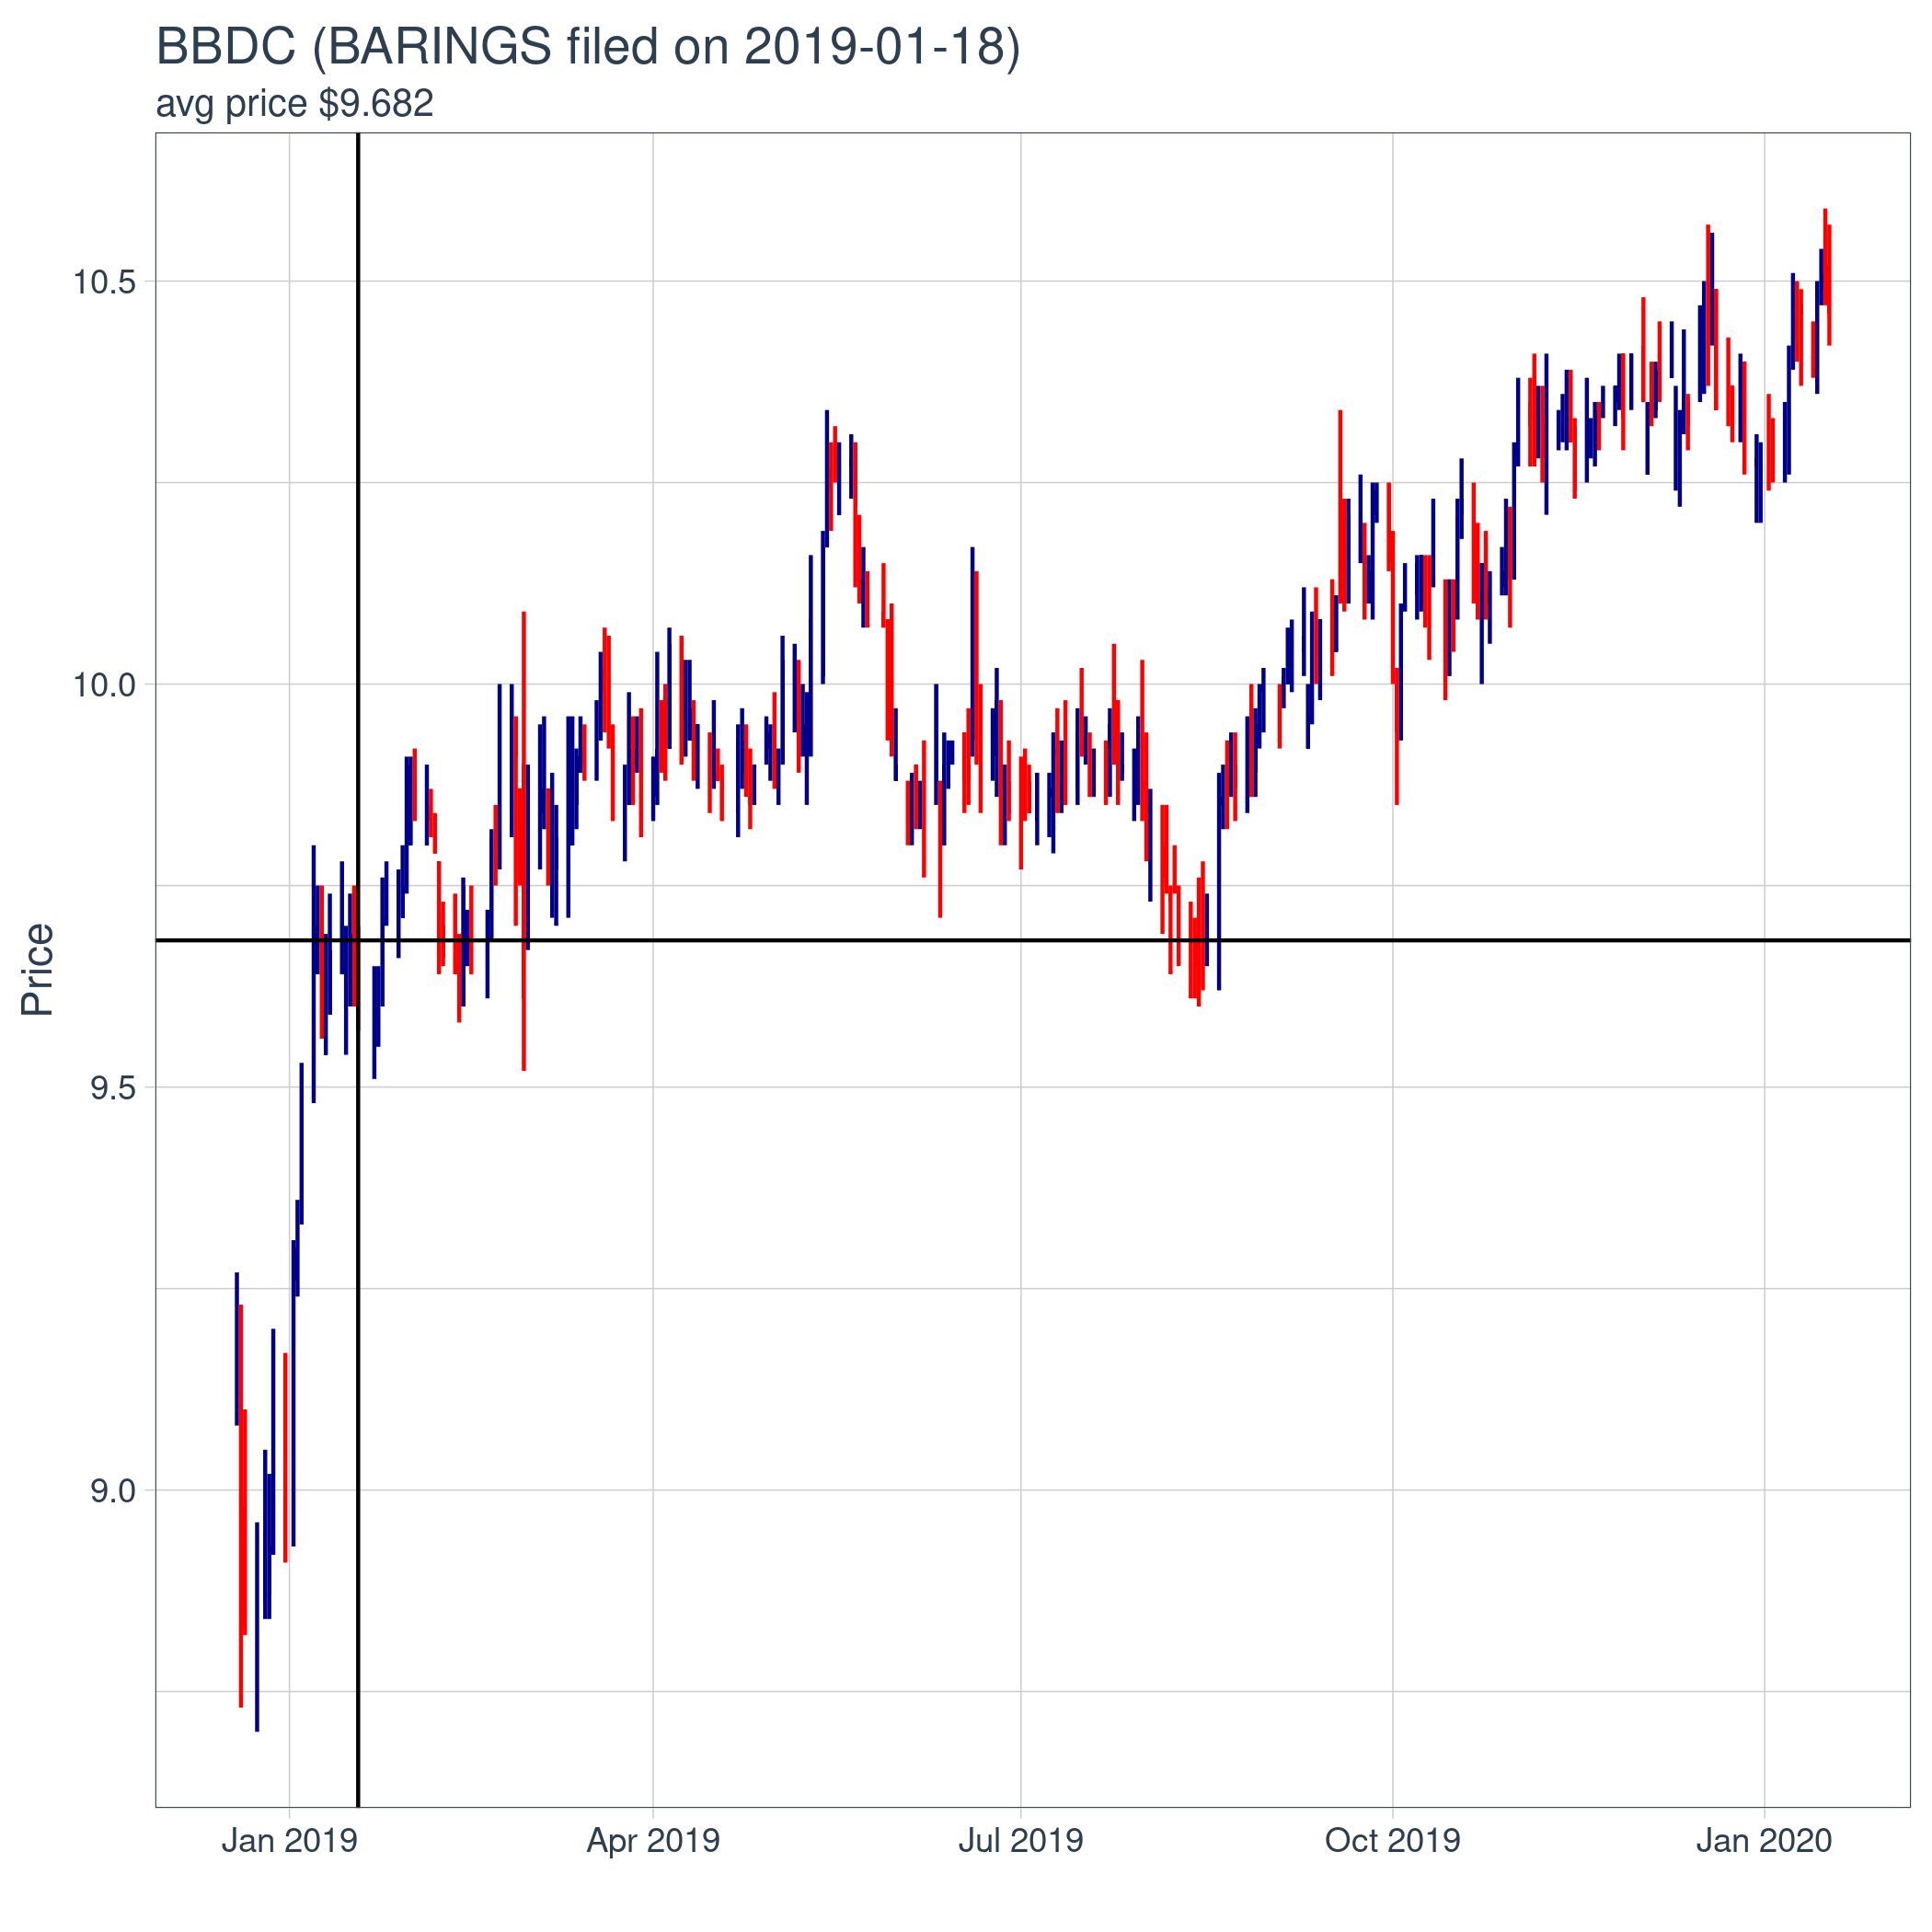 BBDC (BARINGS filed on 2019-01-18)
avg price $9.682
10.5
10.0
9.5
9.0
Price
Jan 2019
Apr 2019
Jul 2019
Oct 2019
Jan 2020